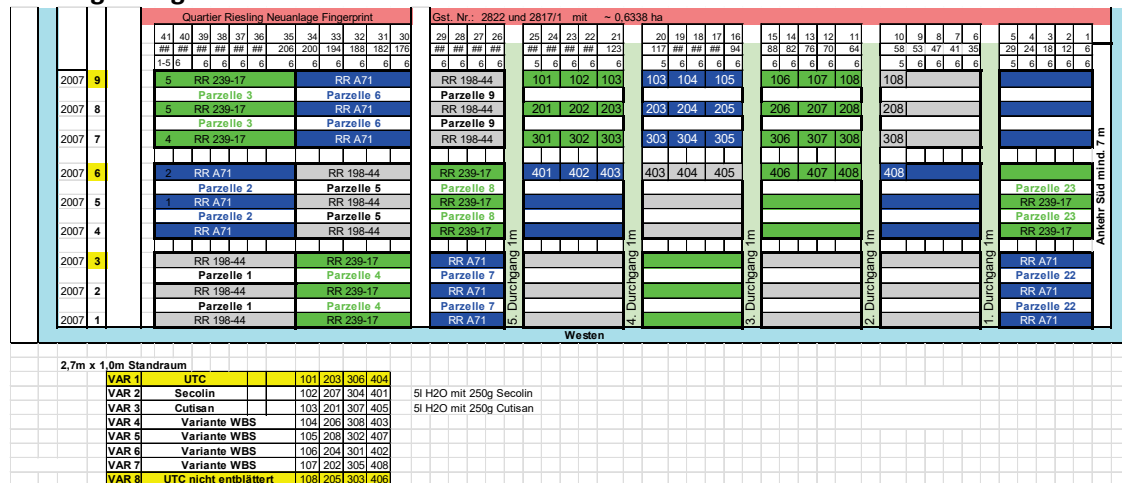 Quartier Riesling Neuanlage Fingerprint Gst. Nr.: 2822 und 2817/1 mit ~ 0,6338 ha
41 40 39 38 37 36 35 34 33 32 31 30 29 28 27 26 25 24 23 22 21 20 19 18 17 16 15 14 13 12 11 10 9 8 7 6 5 4 3 2 1
## ## ## ## ## ## 206 200 194 188 182 176 ## ## ## ## ## ## ## ## 123 117 ## ## ## 94 88 82 76 70 64 58 53 47 41 35 29 24 18 12 6
1-5 6 6 6 6 6 6 6 6 6 6 6 6 6 6 6 5 6 6 6 6 5 6 6 6 6 6 6 6 6 6 5 6 6 6 6 5 6 6 6 6
2007 9 5 RR 239-17 RR A71 RR 198-44 101 102 103 103 104 105 106 107 108 108
Parzelle 3 Parzelle 6 Parzelle 9
2007 8 5 RR 239-17 RR A71 RR 198-44 201 202 203 203 204 205 206 207 208 208
Parzelle 3 Parzelle 6 Parzelle 9
2007 7 4 RR 239-17 RR A71 RR 198-44 301 302 303 303 304 305 306 307 308 308
2007 6 2 RR A71 RR 198-44 RR 239-17 401 402 403 403 404 405 406 407 408 408
Parzelle 2 Parzelle 5 Parzelle 8 Parzelle 23
2007 5 1 RR A71 RR 198-44 RR 239-17 RR 239-17
Parzelle 2 Parzelle 5 Parzelle 8 Parzelle 23
2007 4 RR A71 RR 198-44 RR 239-17 RR 239-17
2007 3 RR 198-44 RR 239-17 RR A71 RR A71
Parzelle 1 Parzelle 4 Parzelle 7 Parzelle 22
2007 2 RR 198-44 RR 239-17 RR A71 RR A71
Parzelle 1 Parzelle 4 Parzelle 7 Parzelle 22
2007 1 RR 198-44 RR 239-17 RR A71 RR A71
5. Durchgang 1m
4. Durchgang 1m
3. Durchgang 1m
2. Durchgang 1m
1. Durchgang 1m
Ankehr Süd mind. 7 m
Westen
2,7m x 1,0m Standraum
VAR 1 UTC 101 203 306 404
VAR 2 Secolin 102 207 304 401 5l H2O mit 250g Secolin
VAR 3 Cutisan 103 201 307 405 5l H2O mit 250g Cutisan
VAR 4 Variante WBS 104 206 308 403
VAR 5 Variante WBS 105 208 302 407
VAR 6 Variante WBS 106 204 301 402
VAR 7 Variante WBS 107 202 305 408
VAR 8 UTC nicht entblättert 108 205 303 406